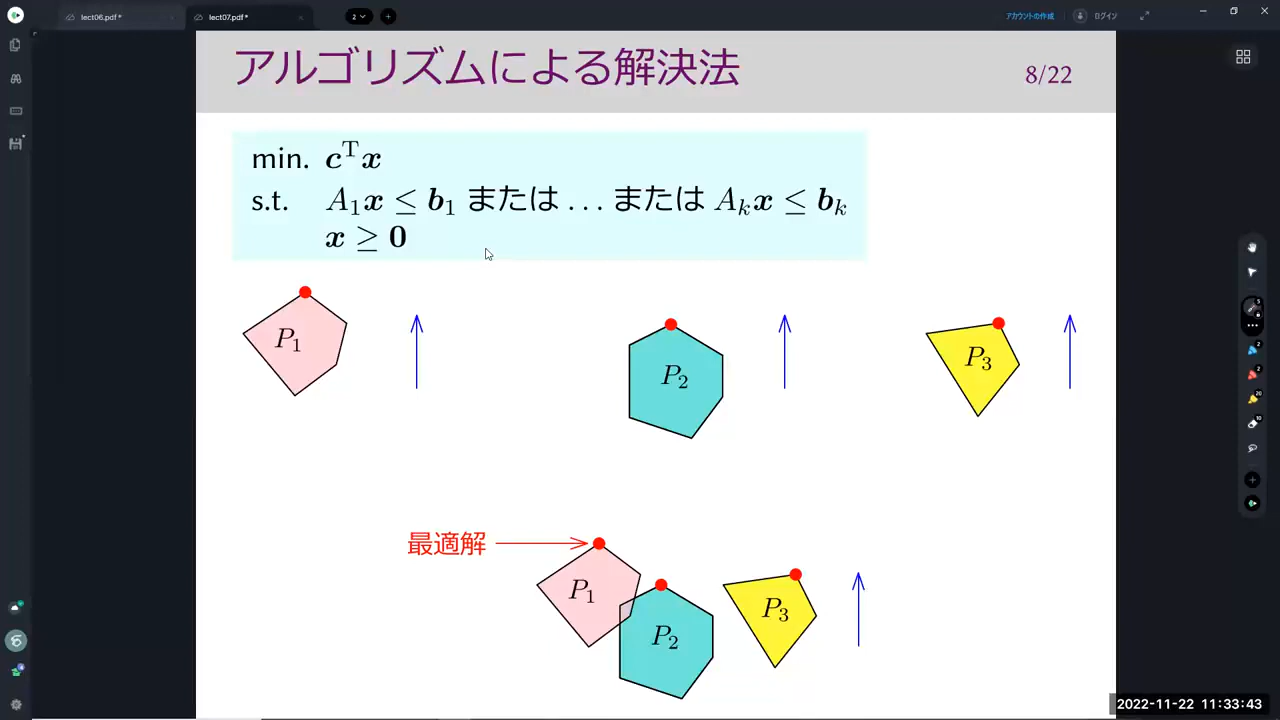 lect06.pdf *
lect07.pdf *
2
アカウントの作成
ログイン
アルゴリズムによる解決法
8/22
min. c^T x
s.t. A_1 x ≤ b_1 または … または A_k x ≤ b_k
x ≥ 0
P_1
P_2
P_3
最適解
P_1
P_2
P_3
2022-11-22 11:33:43